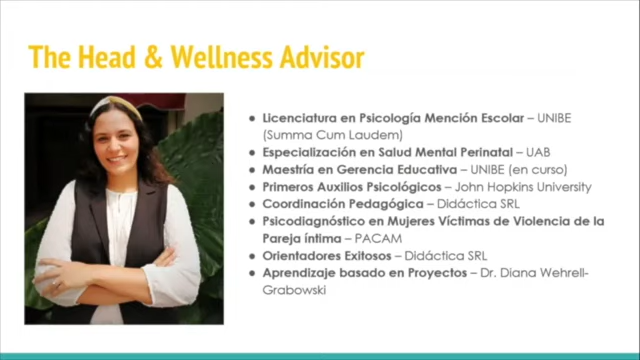 The Head & Wellness Advisor
● Licenciatura en Psicología Mención Escolar – UNIBE
(Summa Cum Laudem)
● Especialización en Salud Mental Perinatal – UAB
● Maestría en Gerencia Educativa – UNIBE (en curso)
● Primeros Auxilios Psicológicos – John Hopkins University
● Coordinación Pedagógica – Didáctica SRL
● Psicodiagnóstico en Mujeres Víctimas de Violencia de la
Pareja íntima – PACAM
● Orientadores Exitosos – Didáctica SRL
● Aprendizaje basado en Proyectos – Dr. Diana Wehrell-
Grabowski